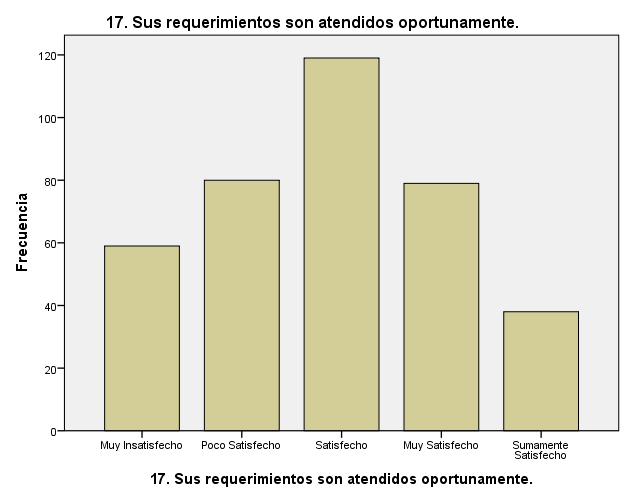 17. Sus requerimientos son atendidos oportunamente.
Frecuencia
120
100
80
60
40
20
0
Muy Insatisfecho
Poco Satisfecho
Satisfecho
Muy Satisfecho
Sumamente
Satisfecho
17. Sus requerimientos son atendidos oportunamente.